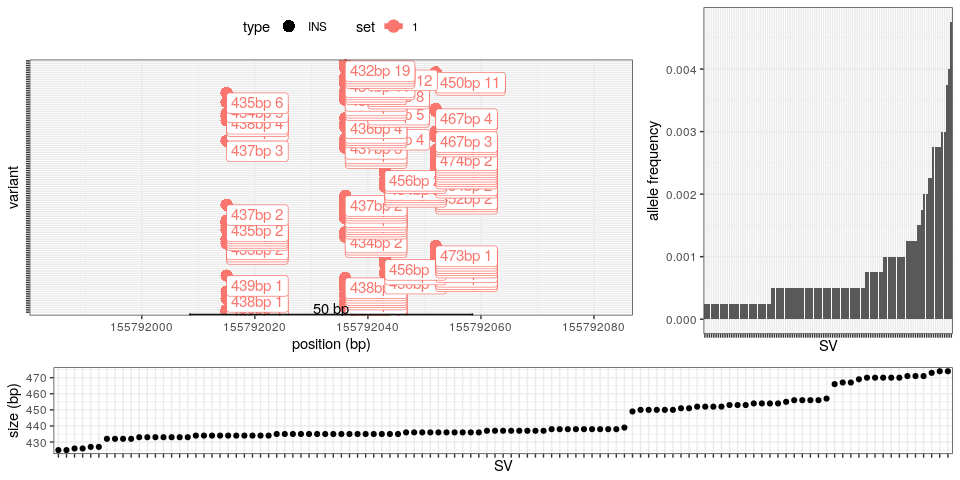 type INS set 1
variant
432bp 19
12
450bp 11
435bp 6
8
438bp 4
467bp 4
436bp 4
467bp 3
437bp 3
474bp 2
456bp
437bp 2
437bp 2
435bp 2
434bp 2
473bp 1
456bp
439bp 1
438bp
438bp 1
50 bp
155792000 155792020 155792040 155792060 155792080
position (bp)
allele frequency
0.004
0.003
0.002
0.001
0.000
SV
size (bp)
470
460
450
440
430
SV